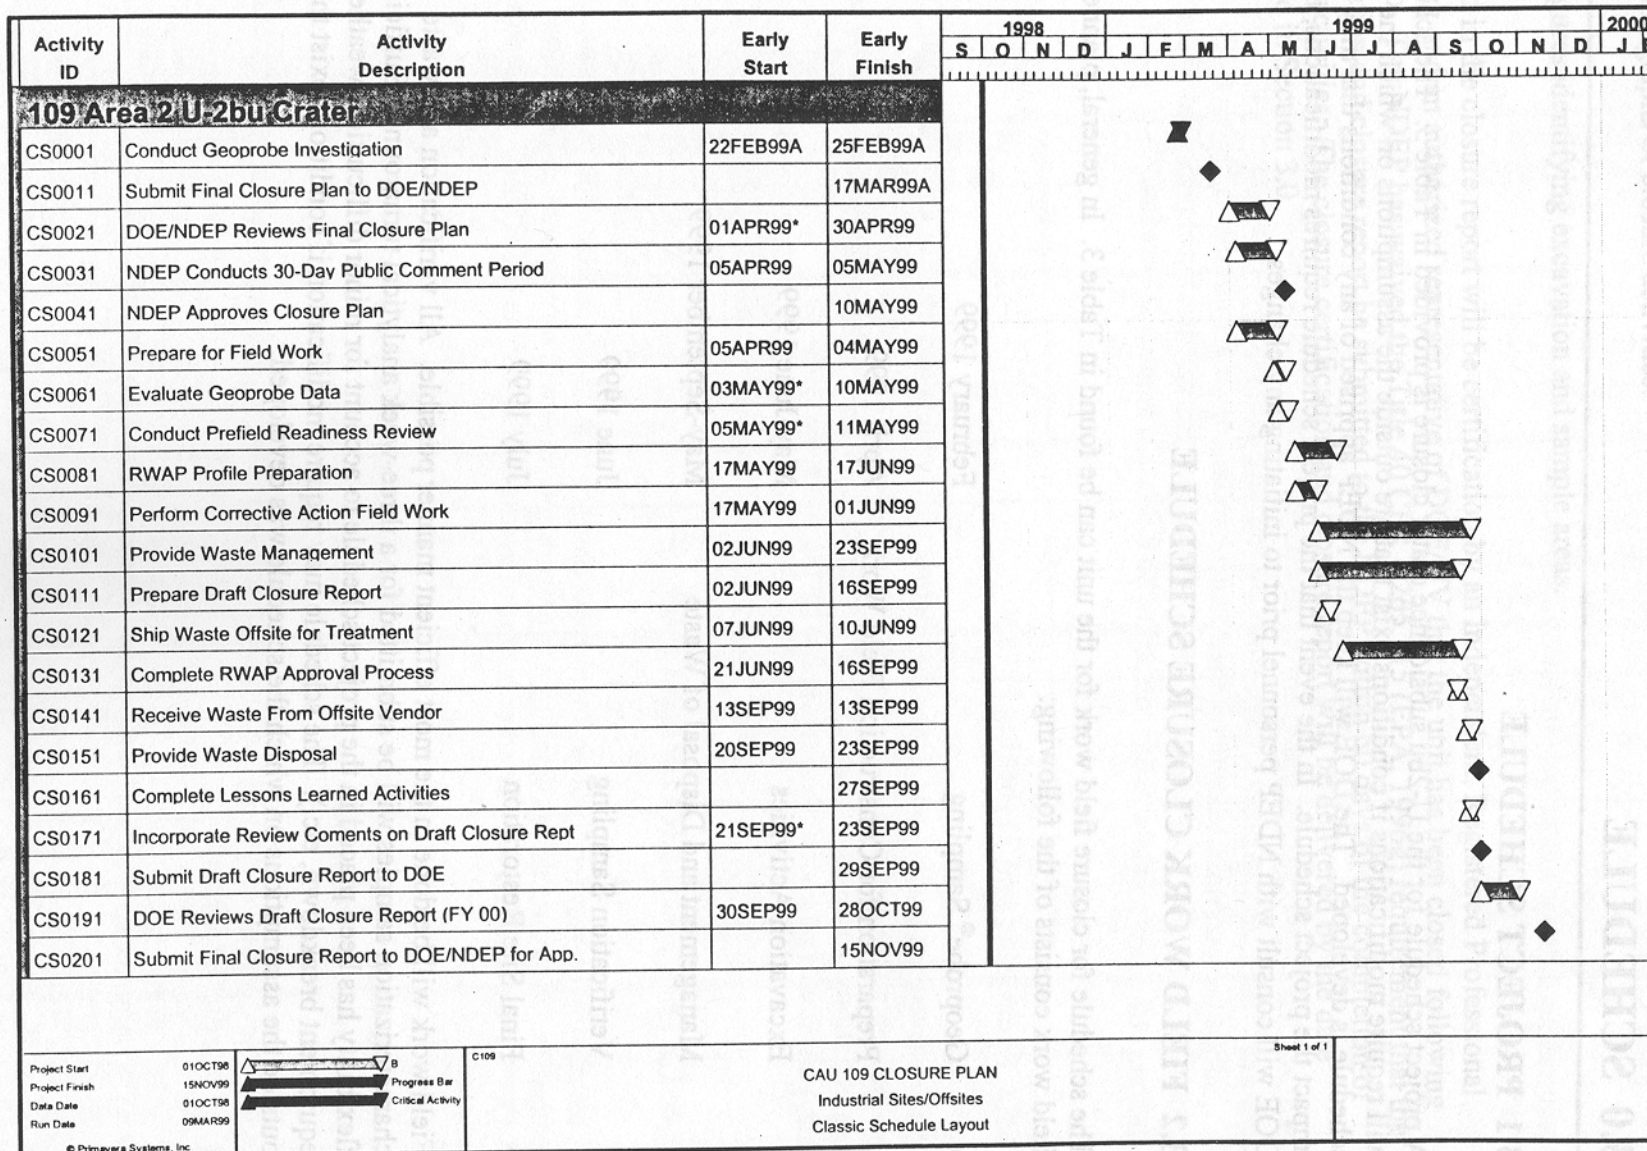 1998 1999 2000
Activity ID Activity Description Early Start Early Finish S O N D J F M A M J J A S O N D J
109 Area 2 U-2bu Crater
CS0001 Conduct Geoprobe Investigation 22FEB99A 25FEB99A
CS0011 Submit Final Closure Plan to DOE/NDEP 17MAR99A
CS0021 DOE/NDEP Reviews Final Closure Plan 01APR99* 30APR99
CS0031 NDEP Conducts 30-Day Public Comment Period 05APR99 05MAY99
CS0041 NDEP Approves Closure Plan 10MAY99
CS0051 Prepare for Field Work 05APR99 04MAY99
CS0061 Evaluate Geoprobe Data 03MAY99* 10MAY99
CS0071 Conduct Prefield Readiness Review 05MAY99* 11MAY99
CS0081 RWAP Profile Preparation 17MAY99 17JUN99
CS0091 Perform Corrective Action Field Work 17MAY99 01JUN99
CS0101 Provide Waste Management 02JUN99 23SEP99
CS0111 Prepare Draft Closure Report 02JUN99 16SEP99
CS0121 Ship Waste Offsite for Treatment 07JUN99 10JUN99
CS0131 Complete RWAP Approval Process 21JUN99 16SEP99
CS0141 Receive Waste From Offsite Vendor 13SEP99 13SEP99
CS0151 Provide Waste Disposal 20SEP99 23SEP99
CS0161 Complete Lessons Learned Activities 27SEP99
CS0171 Incorporate Review Coments on Draft Closure Rept 21SEP99* 23SEP99
CS0181 Submit Draft Closure Report to DOE 29SEP99
CS0191 DOE Reviews Draft Closure Report (FY 00) 30SEP99 28OCT99
CS0201 Submit Final Closure Report to DOE/NDEP for App. 15NOV99
Project Start 01OCT98
Project Finish 15NOV99
Data Date 01OCT98
Run Date 09MAR99
© Primavera Systems, Inc
B
Progress Bar
Critical Activity
C109
CAU 109 CLOSURE PLAN
Industrial Sites/Offsites
Classic Schedule Layout
Sheet 1 of 1